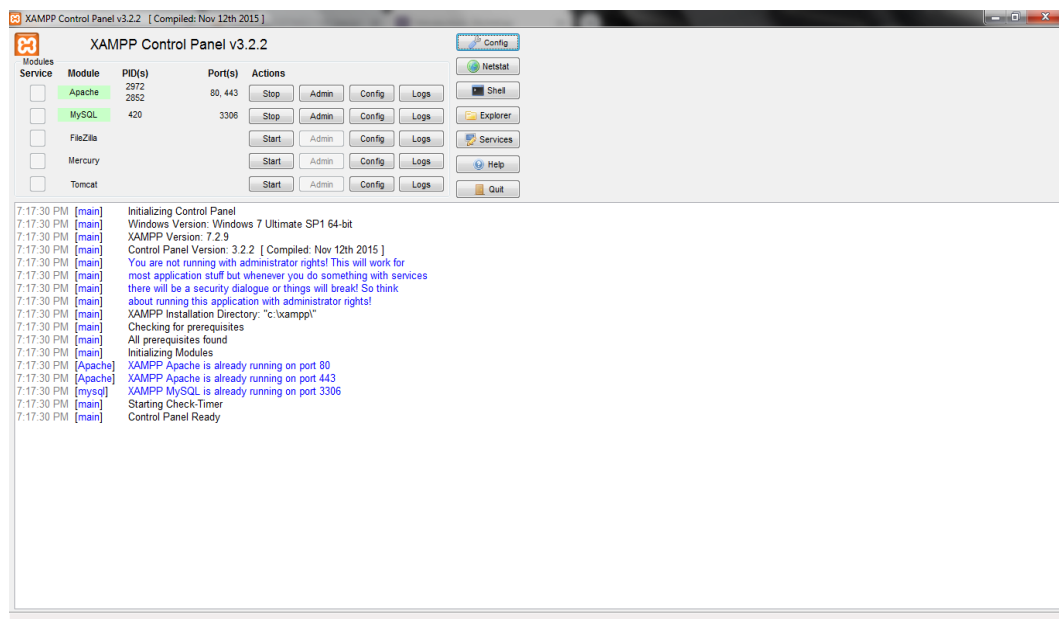 XAMPP Control Panel v3.2.2 [ Compiled: Nov 12th 2015 ]
XAMPP Control Panel v3.2.2
Config
Modules
Service Module PID(s) Port(s) Actions
Netstat
Apache 2972 2852 80, 443 Stop Admin Config Logs
Shell
MySQL 420 3306 Stop Admin Config Logs
Explorer
FileZilla Start Admin Config Logs
Services
Mercury Start Admin Config Logs
Help
Tomcat Start Admin Config Logs
Quit
7:17:30 PM [main] Initializing Control Panel
7:17:30 PM [main] Windows Version: Windows 7 Ultimate SP1 64-bit
7:17:30 PM [main] XAMPP Version: 7.2.9
7:17:30 PM [main] Control Panel Version: 3.2.2 [ Compiled: Nov 12th 2015 ]
7:17:30 PM [main] You are not running with administrator rights! This will work for
7:17:30 PM [main] most application stuff but whenever you do something with services
7:17:30 PM [main] there will be a security dialogue or things will break! So think
7:17:30 PM [main] about running this application with administrator rights!
7:17:30 PM [main] XAMPP Installation Directory: "c:\xampp\"
7:17:30 PM [main] Checking for prerequisites
7:17:30 PM [main] All prerequisites found
7:17:30 PM [main] Initializing Modules
7:17:30 PM [Apache] XAMPP Apache is already running on port 80
7:17:30 PM [Apache] XAMPP Apache is already running on port 443
7:17:30 PM [mysql] XAMPP MySQL is already running on port 3306
7:17:30 PM [main] Starting Check-Timer
7:17:30 PM [main] Control Panel Ready